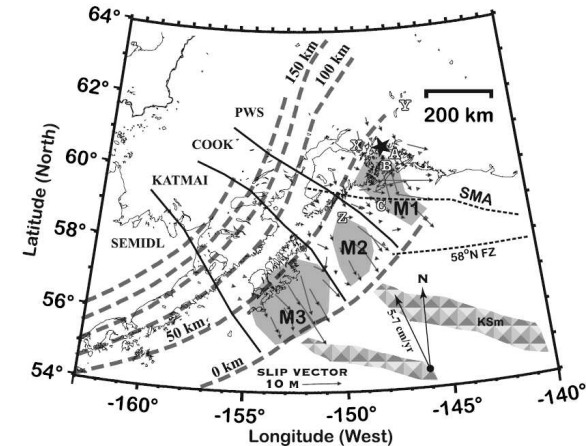 64°
62°
60°
58°
56°
54°
Latitude (North)
150 km
100 km
PWS
COOK
KATMAI
SEMIDL
50 km
0 km
Y
X
A
B
C
Z
200 km
SMA
M1
M2
M3
58°N FZ
N
5-7 cm/yr
KSm
SLIP VECTOR
10 M
-160°
-155°
-150°
-145°
-140°
Longitude (West)